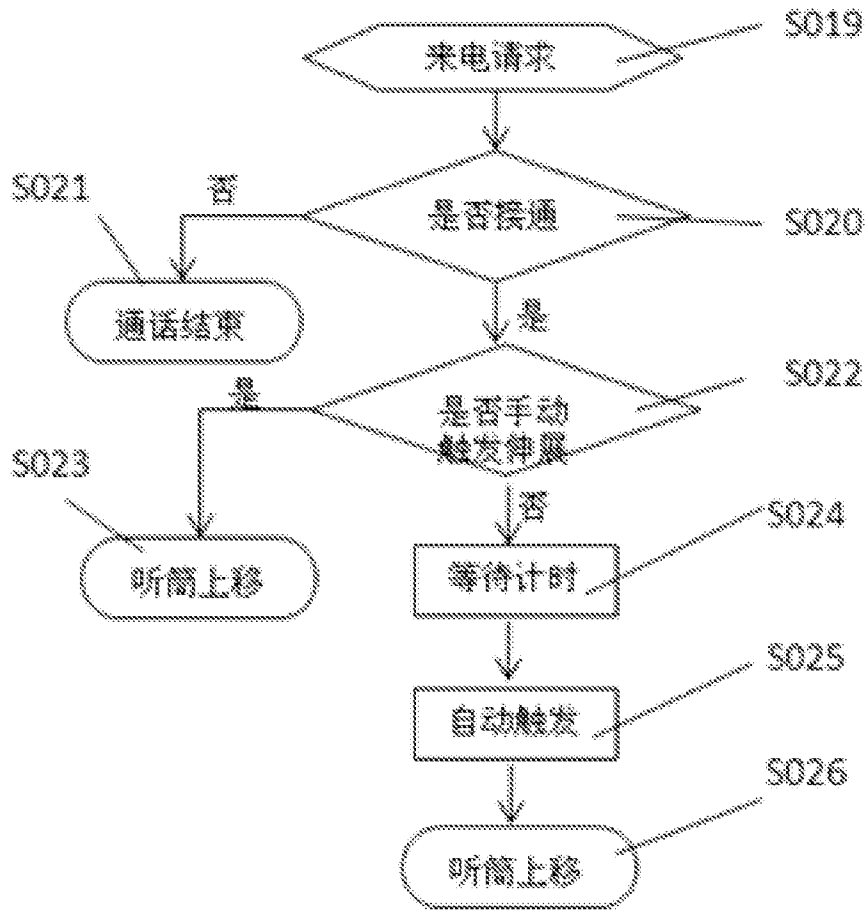 S019
来电请求
S021
否
是否接通
S020
通话结束
是
S022
是
是否手动
触发伸展
S023
否
S024
听筒上移
等待计时
S025
自动触发
S026
听筒上移